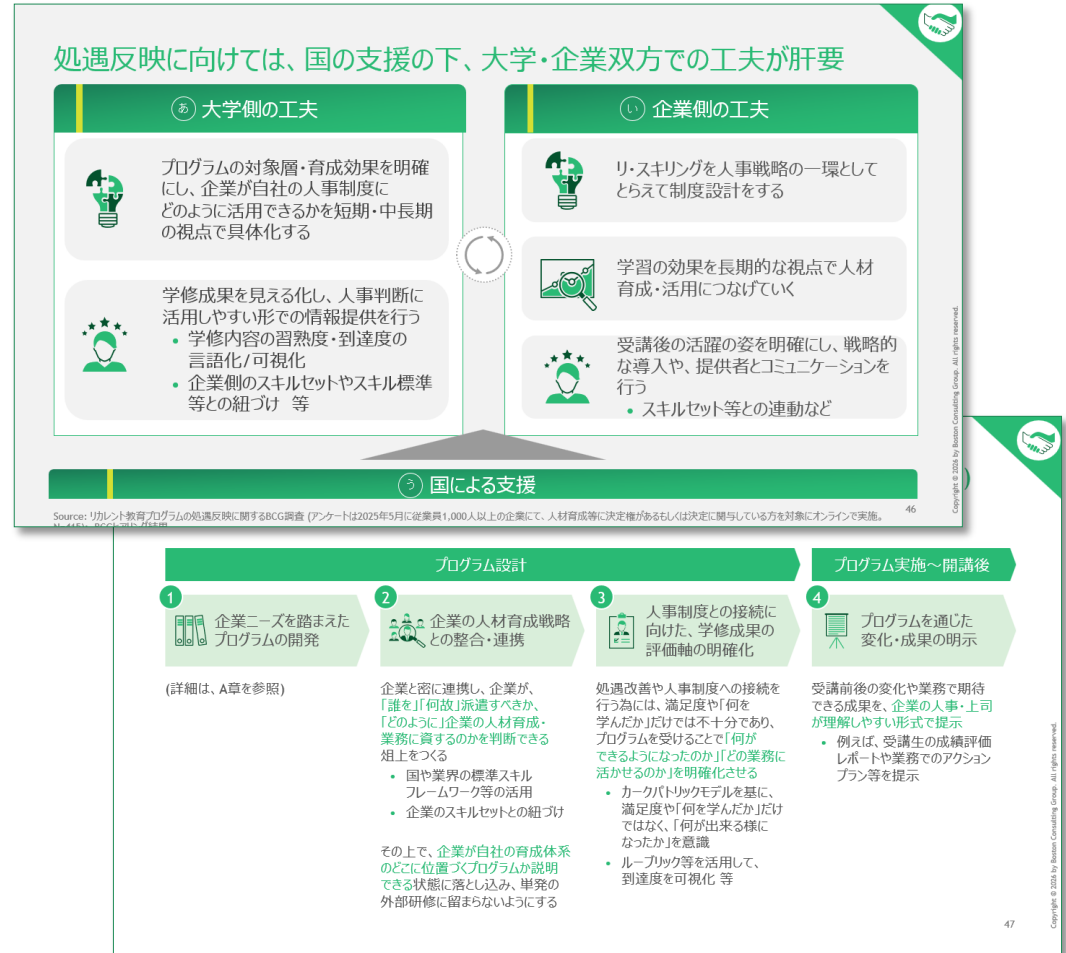 処遇反映に向けては、国の支援の下、大学・企業双方での工夫が肝要
あ 大学側の工夫
プログラムの対象層・育成効果を明確
にし、企業が自社の人事制度に
どのように活用できるかを短期・中長期
の視点で具体化する
学修成果を見える化し、人事判断に
活用しやすい形での情報提供を行う
• 学修内容の習熟度・到達度の
言語化/可視化
• 企業側のスキルセットやスキル標準
等との紐づけ 等
い 企業側の工夫
リ・スキリングを人事戦略の一環として
とらえて制度設計をする
学習の効果を長期的な視点で人材
育成・活用につなげていく
受講後の活躍の姿を明確にし、戦略的
な導入や、提供者とコミュニケーションを
行う
• スキルセット等との連動など
う 国による支援
Source: リカレント教育プログラムの処遇反映に関するBCG調査 (アンケートは2025年5月に従業員1,000人以上の企業にて、人材育成等に決定権があるもしくは決定に関与している方を対象にオンラインで実施。
46
Copyright © 2026 by Boston Consulting Group. All rights reserved.
プログラム設計
プログラム実施～開講後
1
企業ニーズを踏まえた
プログラムの開発
(詳細は、A章を参照)
2
企業の人材育成戦略
との整合・連携
企業と密に連携し、企業が、
「誰を」「何故」派遣すべきか、
「どのように」企業の人材育成・
業務に資するのかを判断できる
俎上をつくる
• 国や業界の標準スキル
フレームワーク等の活用
• 企業のスキルセットとの紐づけ
その上で、企業が自社の育成体系
のどこに位置づくプログラムか説明
できる状態に落とし込み、単発の
外部研修に留まらないようにする
3
人事制度との接続に
向けた、学修成果の
評価軸の明確化
処遇改善や人事制度への接続を
行う為には、満足度や「何を
学んだか」だけでは不十分であり、
プログラムを受けることで「何が
できるようになったのか」「どの業務に
活かせるのか」を明確化させる
• カークパトリックモデルを基に、
満足度や「何を学んだか」だけ
ではなく、「何が出来る様に
なったか」を意識
• ルーブリック等を活用して、
到達度を可視化 等
4
プログラムを通じた
変化・成果の明示
受講前後の変化や業務で期待
できる成果を、企業の人事・上司
が理解しやすい形式で提示
• 例えば、受講生の成績評価
レポートや業務でのアクション
プラン等を提示
47
Copyright © 2026 by Boston Consulting Group. All rights reserved.